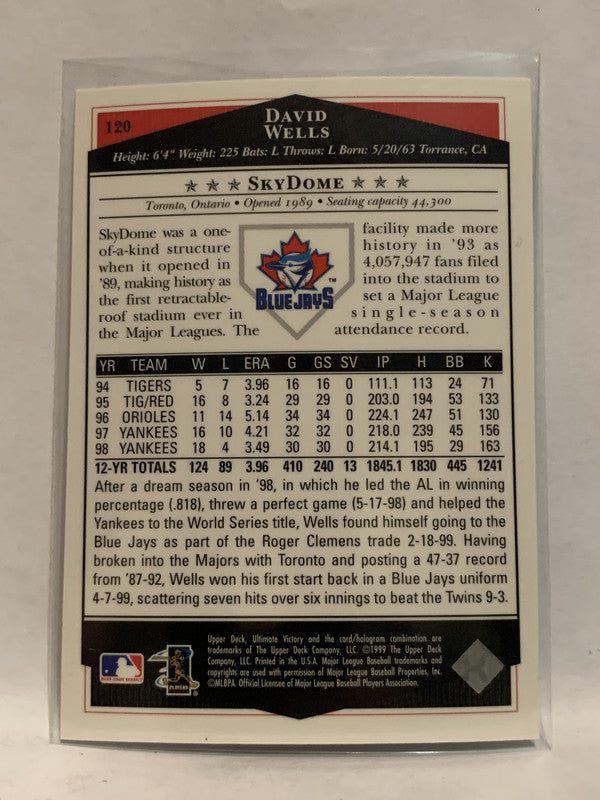 120
DAVID
WELLS
Height: 6'4" Weight: 225 Bats: L Throws: L Born: 5/20/63 Torrance, CA
★ ★ ★ SKYDOME ★ ★ ★
Toronto, Ontario • Opened 1989 • Seating capacity 44,300
SkyDome was a one-
of-a-kind structure
when it opened in
'89, making history as
the first retractable-
roof stadium ever in
the Major Leagues. The
BLUE JAYS ™
facility made more
history in '93 as
4,057,947 fans filed
into the stadium to
set a Major League
single-season
attendance record.
YR TEAM W L ERA G GS SV IP H BB K
94 TIGERS 5 7 3.96 16 16 0 111.1 113 24 71
95 TIG/RED 16 8 3.24 29 29 0 203.0 194 53 133
96 ORIOLES 11 14 5.14 34 34 0 224.1 247 51 130
97 YANKEES 16 10 4.21 32 32 0 218.0 239 45 156
98 YANKEES 18 4 3.49 30 30 0 214.1 195 29 163
12-YR TOTALS 124 89 3.96 410 240 13 1845.1 1830 445 1241
After a dream season in '98, in which he led the AL in winning
percentage (.818), threw a perfect game (5-17-98) and helped the
Yankees to the World Series title, Wells found himself going to the
Blue Jays as part of the Roger Clemens trade 2-18-99. Having
broken into the Majors with Toronto and posting a 47-37 record
from '87-92, Wells won his first start back in a Blue Jays uniform
4-7-99, scattering seven hits over six innings to beat the Twins 9-3.
Upper Deck, Ultimate Victory and the card/hologram combination are
trademarks of The Upper Deck Company, LLC. ©1999 The Upper Deck
Company, LLC. Printed in the U.S.A. Major League Baseball trademarks and
copyrights are used with permission of Major League Baseball Properties, Inc.
©MLBPA. Official Licensee of Major League Baseball Players Association.
PLAYERS